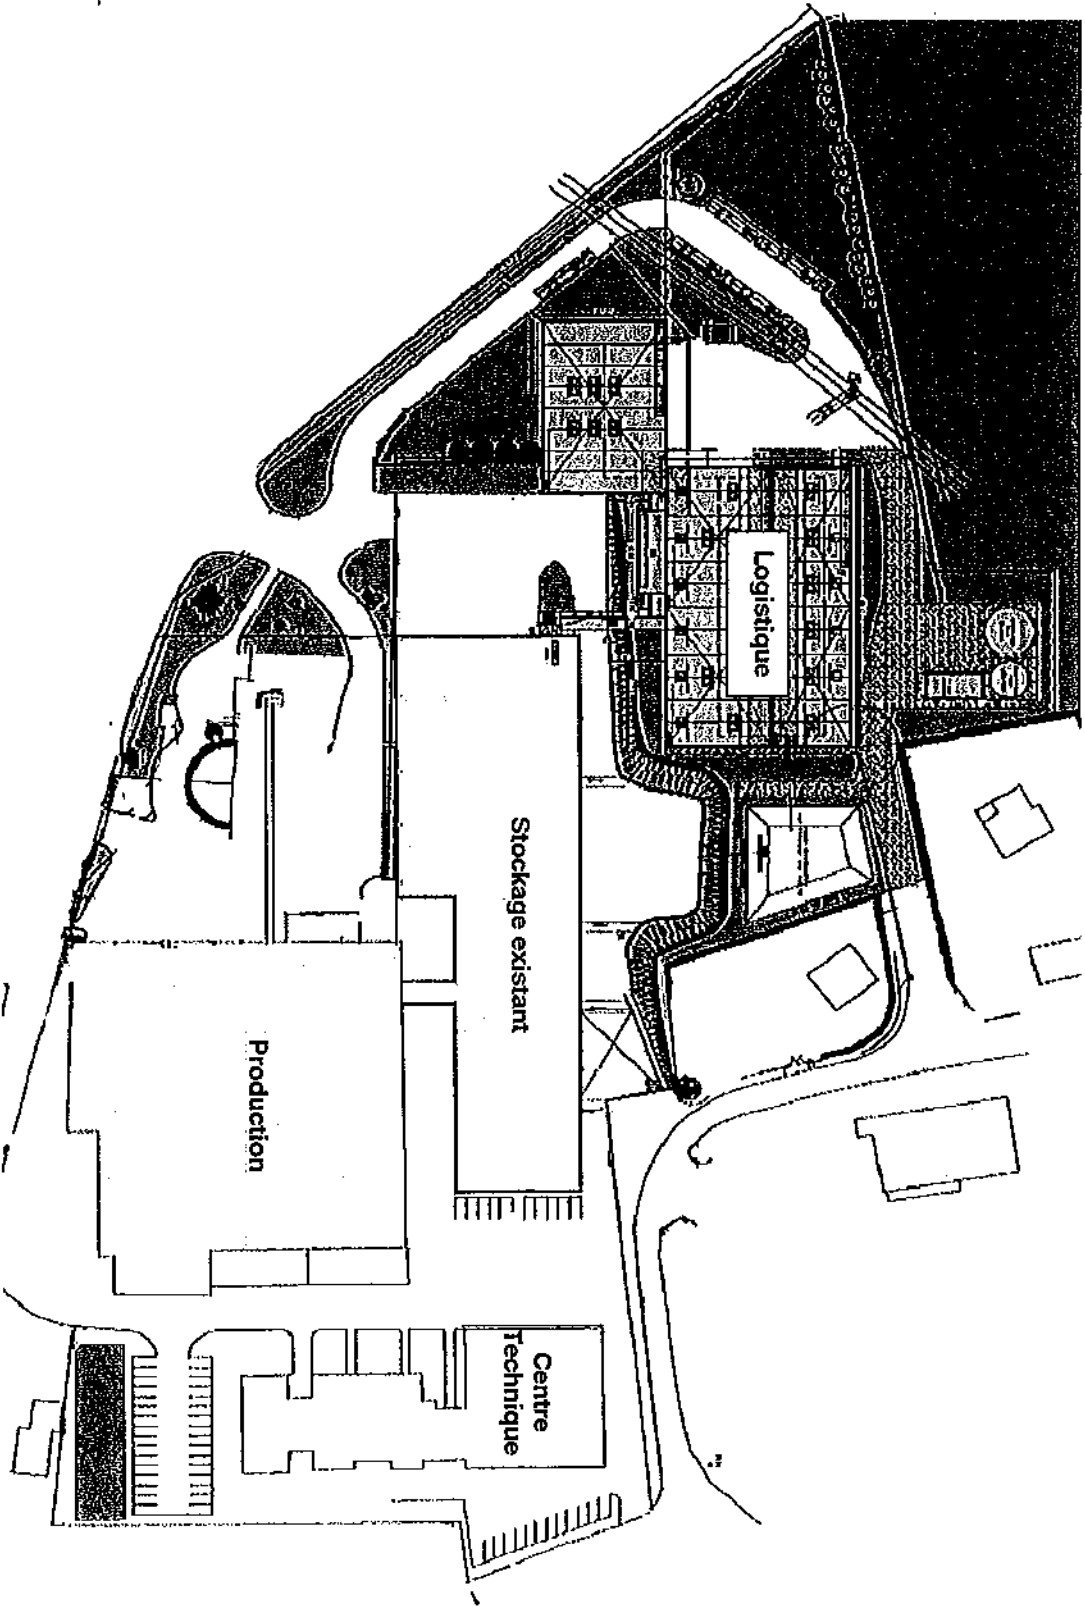 Logistique
Stockage existant
Production
Centre
Technique